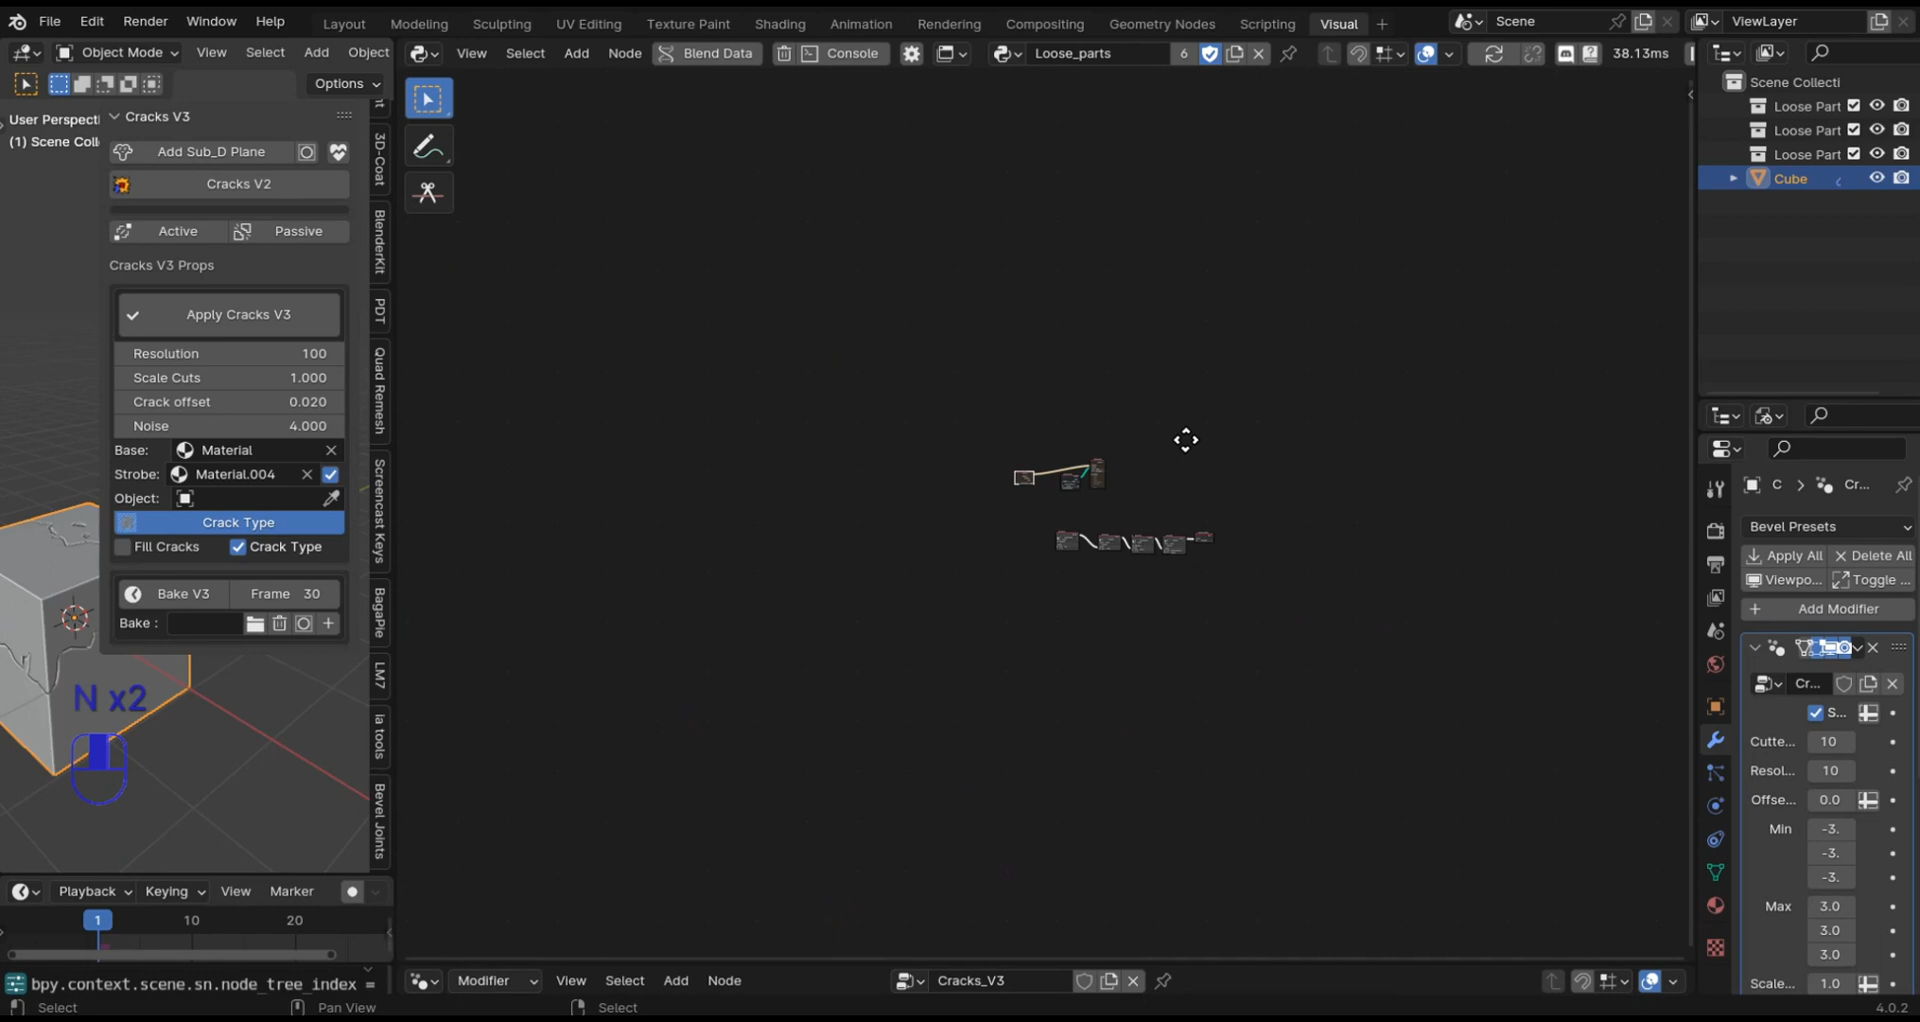 File Edit Render Window Help
Layout Modeling Sculpting UV Editing Texture Paint Shading Animation Rendering Compositing Geometry Nodes Scripting Visual
Scene
ViewLayer
Object Mode View Select Add Object
View Select Add Node Blend Data Console
Loose_parts 6
38.13ms
Options
User Perspecti
(1) Scene Coll
Cracks V3
Add Sub_D Plane
Cracks V2
Active Passive
Cracks V3 Props
Apply Cracks V3
Resolution 100
Scale Cuts 1.000
Crack offset 0.020
Noise 4.000
Base: Material
Strobe: Material.004
Object:
Crack Type
Fill Cracks Crack Type
Bake V3 Frame 30
Bake :
N x2
3D-Coat
BlenderKit
PDT
Quad Remesh
Screencast Keys
BagaPie
LM7
ia tools
Bevel Joints
Scene Collecti
Loose Part
Loose Part
Loose Part
Cube
C > Cr...
Bevel Presets
Apply All Delete All
Viewpo... Toggle ...
Add Modifier
Cr...
S...
Cutte... 10
Resol... 10
Offse... 0.0
Min -3.
-3.
-3.
Max 3.0
3.0
3.0
Scale... 1.0
Playback Keying View Marker
1 10 20
bpy.context.scene.sn.node_tree_index =
Modifier View Select Add Node
Cracks_V3
Select Pan View Select
4.0.2